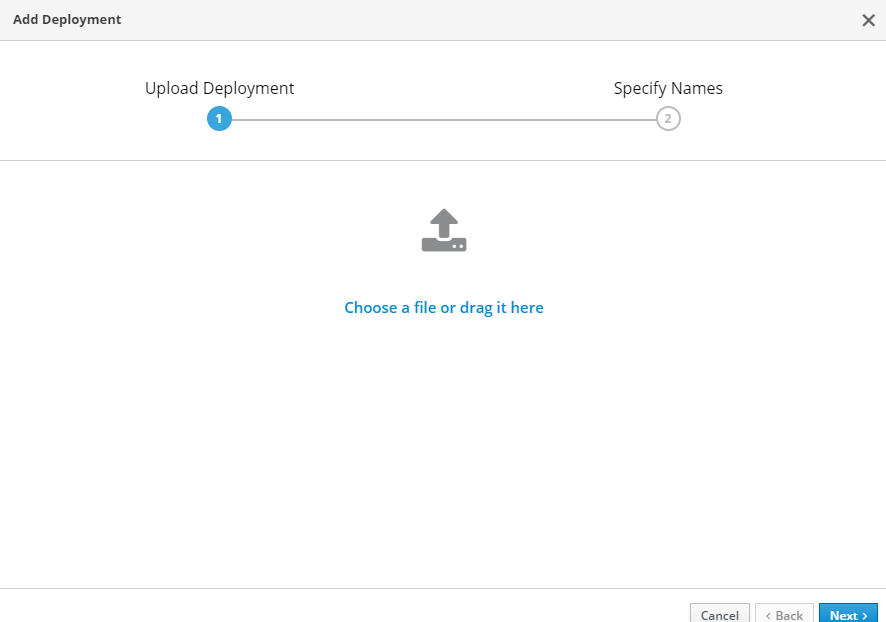 Add Deployment
Upload Deployment
Specify Names
1
2
Choose a file or drag it here
Cancel
‹ Back
Next ›